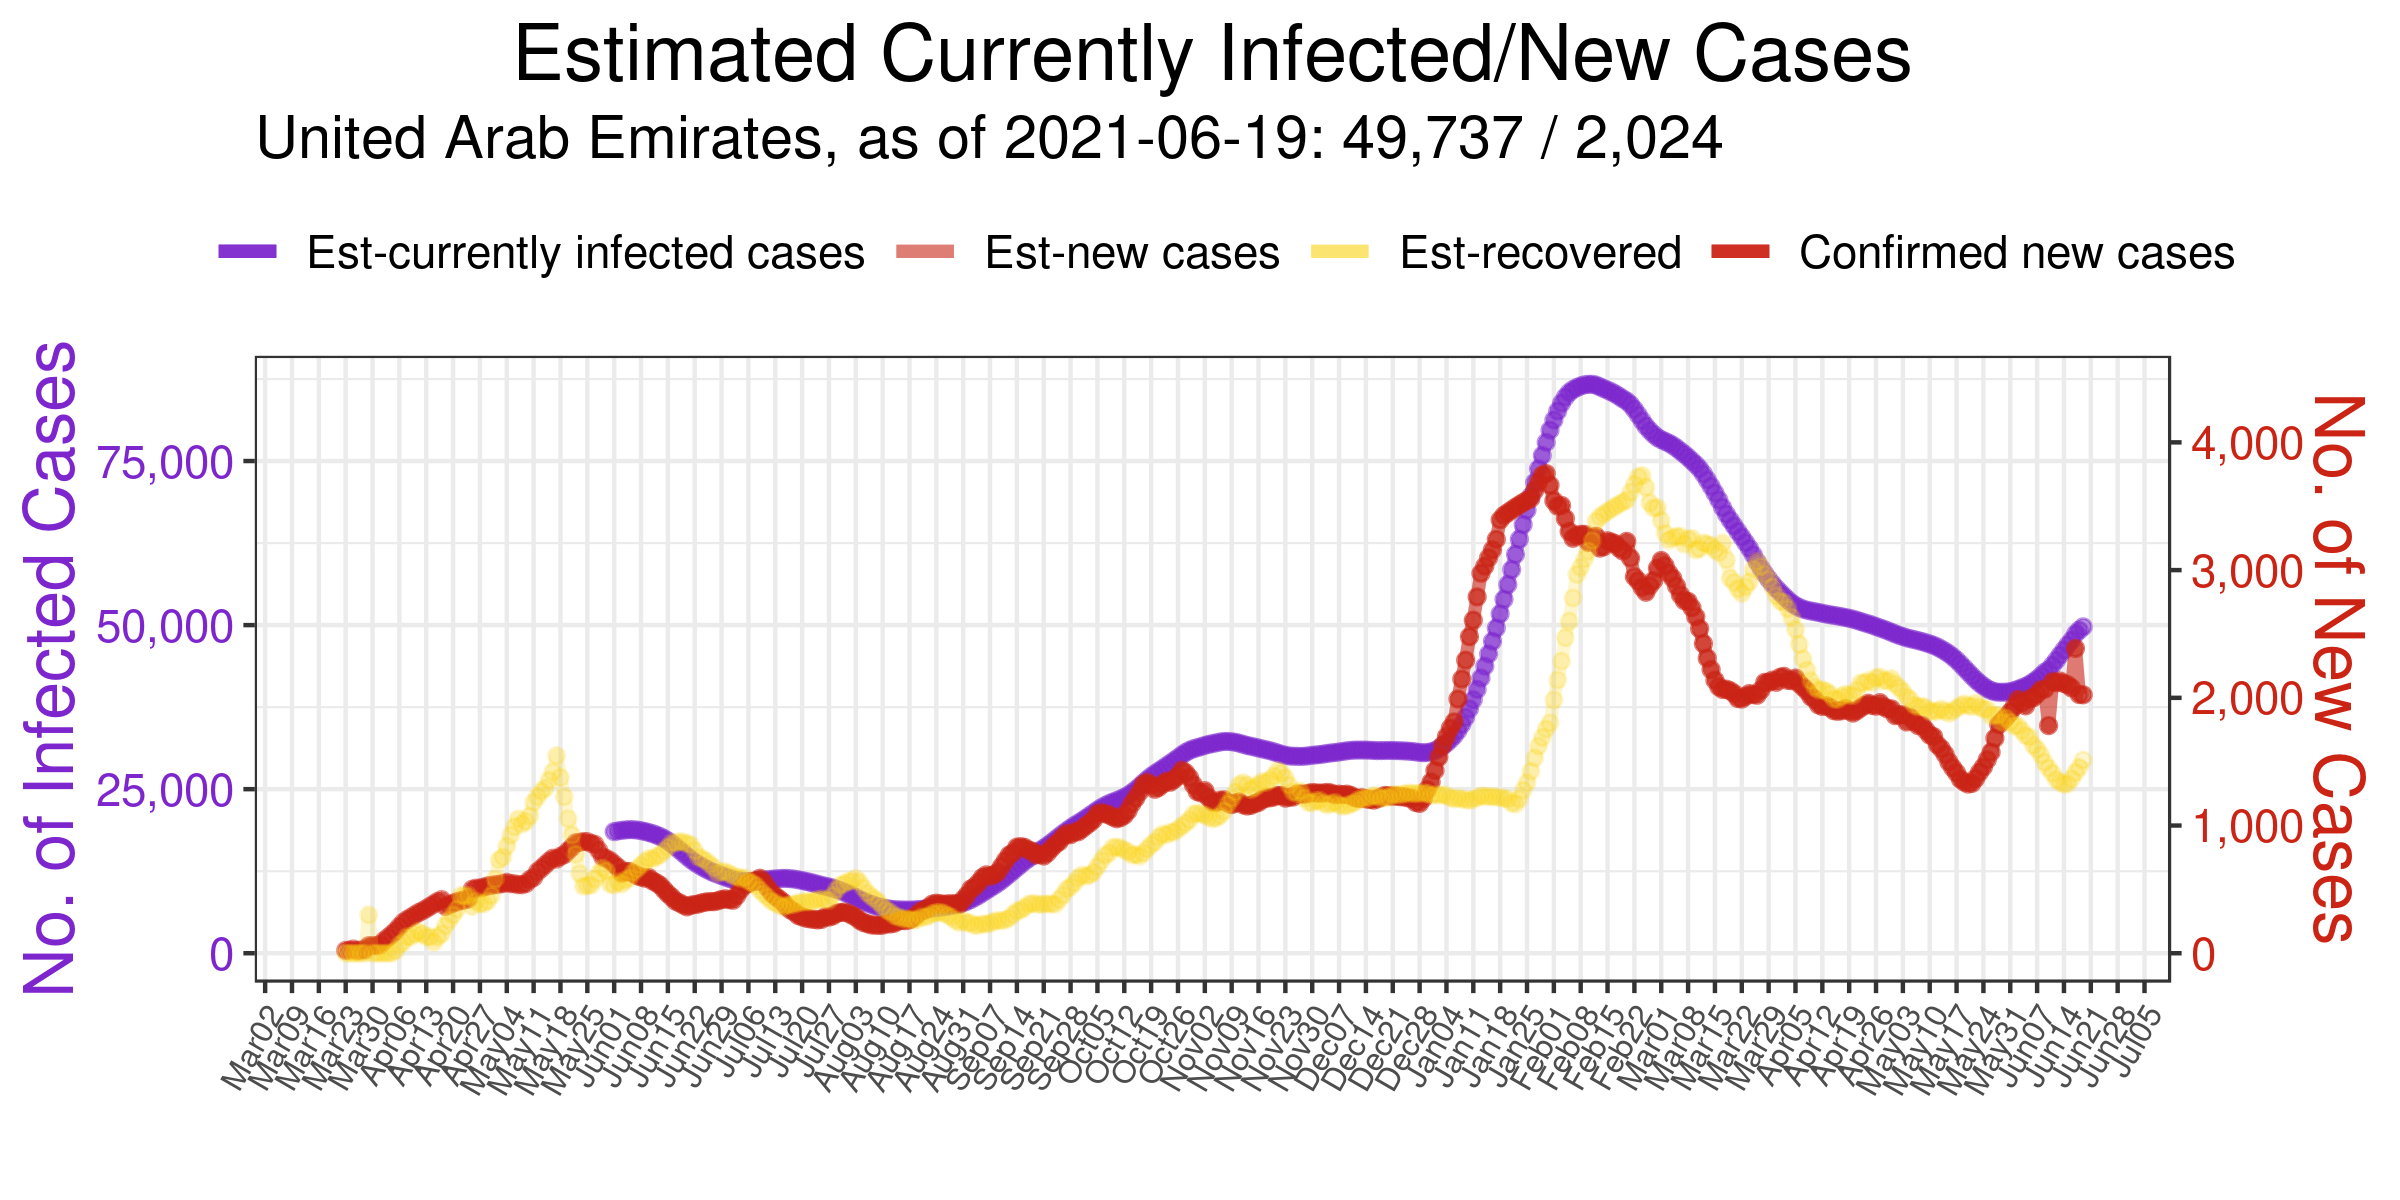 Estimated Currently Infected/New Cases
United Arab Emirates, as of 2021-06-19: 49,737 / 2,024
Est-currently infected cases Est-new cases Est-recovered Confirmed new cases
No. of Infected Cases
75,000
50,000
25,000
0
4,000
3,000
2,000
1,000
0
No. of New Cases
Mar02 Mar09 Mar16 Mar23 Mar30 Apr06 Apr13 Apr20 Apr27 May04 May11 May18 May25 Jun01 Jun08 Jun15 Jun22 Jun29 Jul06 Jul13 Jul20 Jul27 Aug03 Aug10 Aug17 Aug24 Aug31 Sep07 Sep14 Sep21 Sep28 Oct05 Oct12 Oct19 Oct26 Nov02 Nov09 Nov16 Nov23 Nov30 Dec07 Dec14 Dec21 Dec28 Jan04 Jan11 Jan18 Jan25 Feb01 Feb08 Feb15 Feb22 Mar01 Mar08 Mar15 Mar22 Mar29 Apr05 Apr12 Apr19 Apr26 May03 May10 May17 May24 May31 Jun07 Jun14 Jun21 Jun28 Jul05